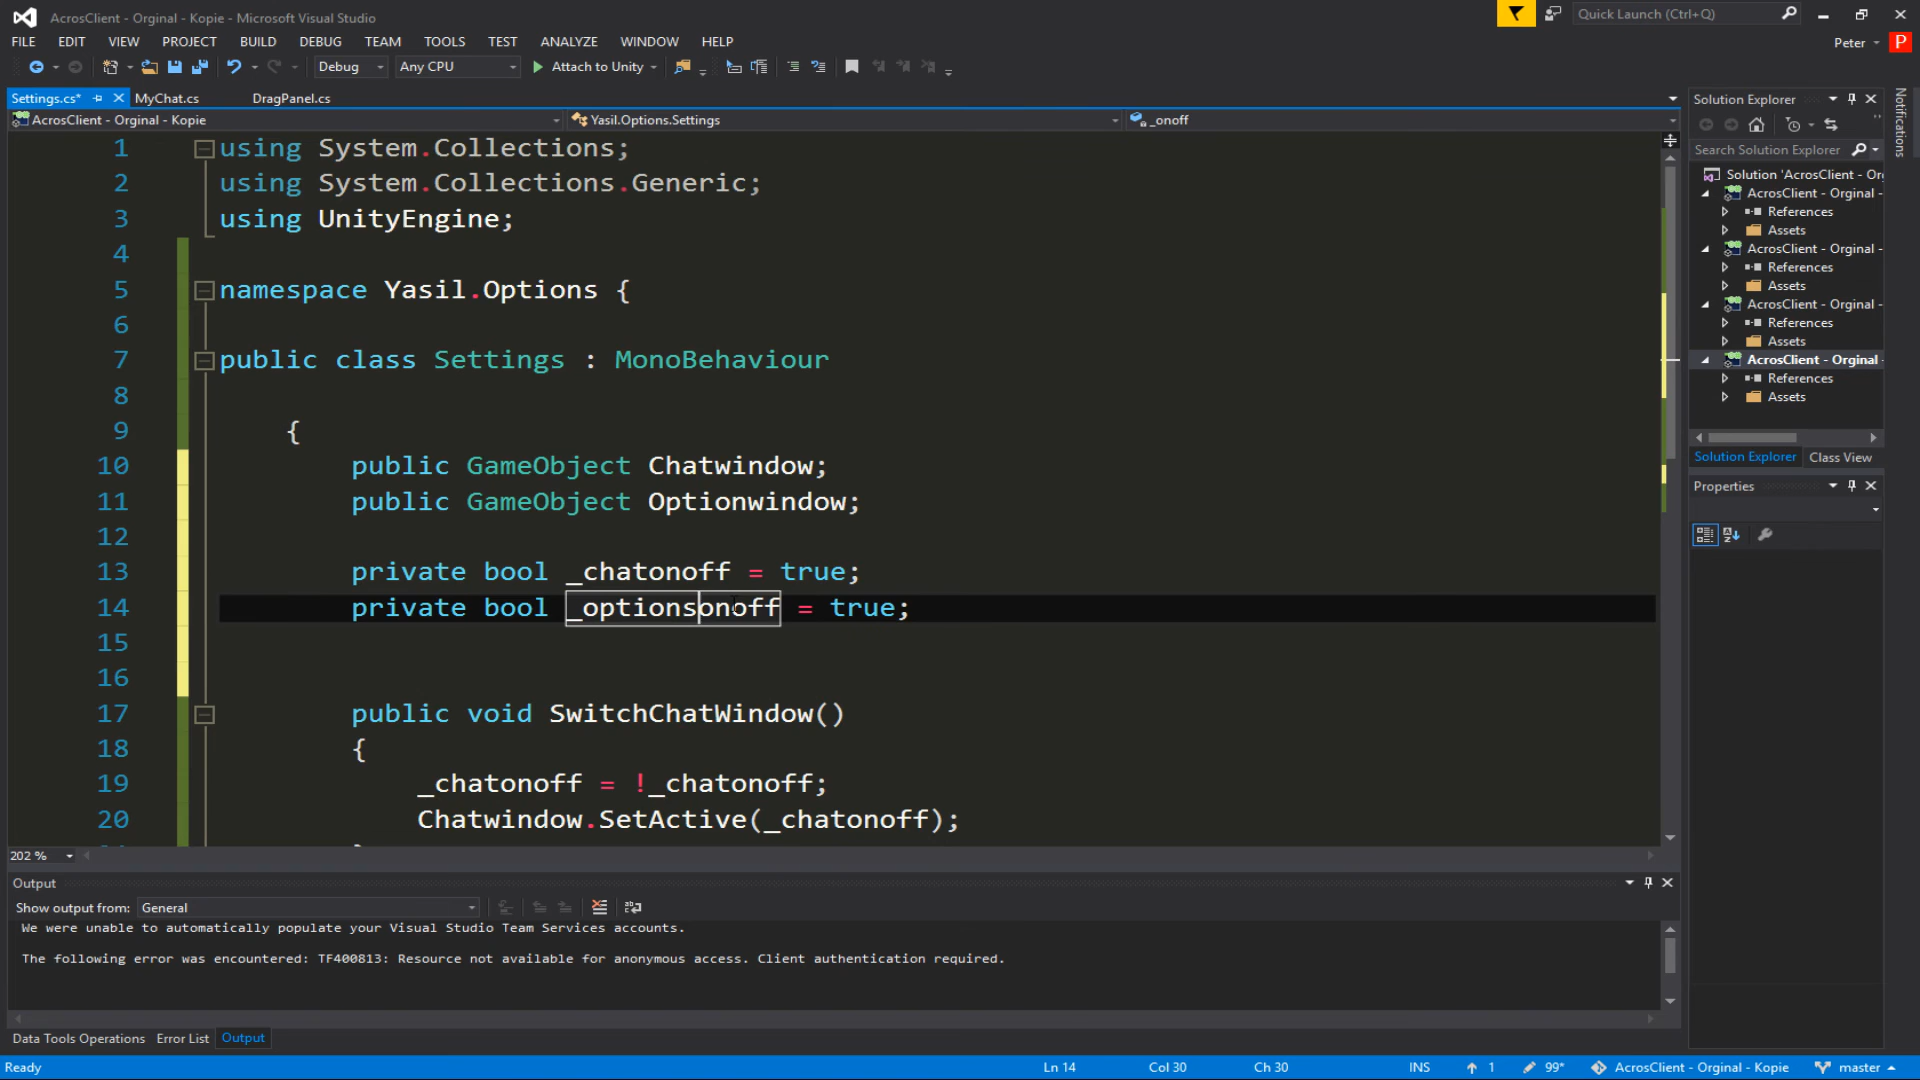 AcrosClient - Orginal - Kopie - Microsoft Visual Studio
Quick Launch (Ctrl+Q)
FILE EDIT VIEW PROJECT BUILD DEBUG TEAM TOOLS TEST ANALYZE WINDOW HELP
Peter P
Debug Any CPU Attach to Unity
Settings.cs* MyChat.cs DragPanel.cs
AcrosClient - Orginal - Kopie Yasil.Options.Settings _onoff
1 using System.Collections;
2 using System.Collections.Generic;
3 using UnityEngine;
4
5 namespace Yasil.Options {
6
7 public class Settings : MonoBehaviour
8
9 {
10 public GameObject Chatwindow;
11 public GameObject Optionwindow;
12
13 private bool _chatonoff = true;
14 private bool _optionsonoff = true;
15
16
17 public void SwitchChatWindow()
18 {
19 _chatonoff = !_chatonoff;
20 Chatwindow.SetActive(_chatonoff);
202 %
Output
Show output from: General
We were unable to automatically populate your Visual Studio Team Services accounts.
The following error was encountered: TF400813: Resource not available for anonymous access. Client authentication required.
Data Tools Operations Error List Output
Solution Explorer
Search Solution Explorer
Solution 'AcrosClient - Or
AcrosClient - Orginal -
References
Assets
AcrosClient - Orginal -
References
Assets
AcrosClient - Orginal -
References
Assets
AcrosClient - Orginal -
References
Assets
Solution Explorer Class View
Properties
Notifications
Ready Ln 14 Col 30 Ch 30 INS 1 99* AcrosClient - Orginal - Kopie master